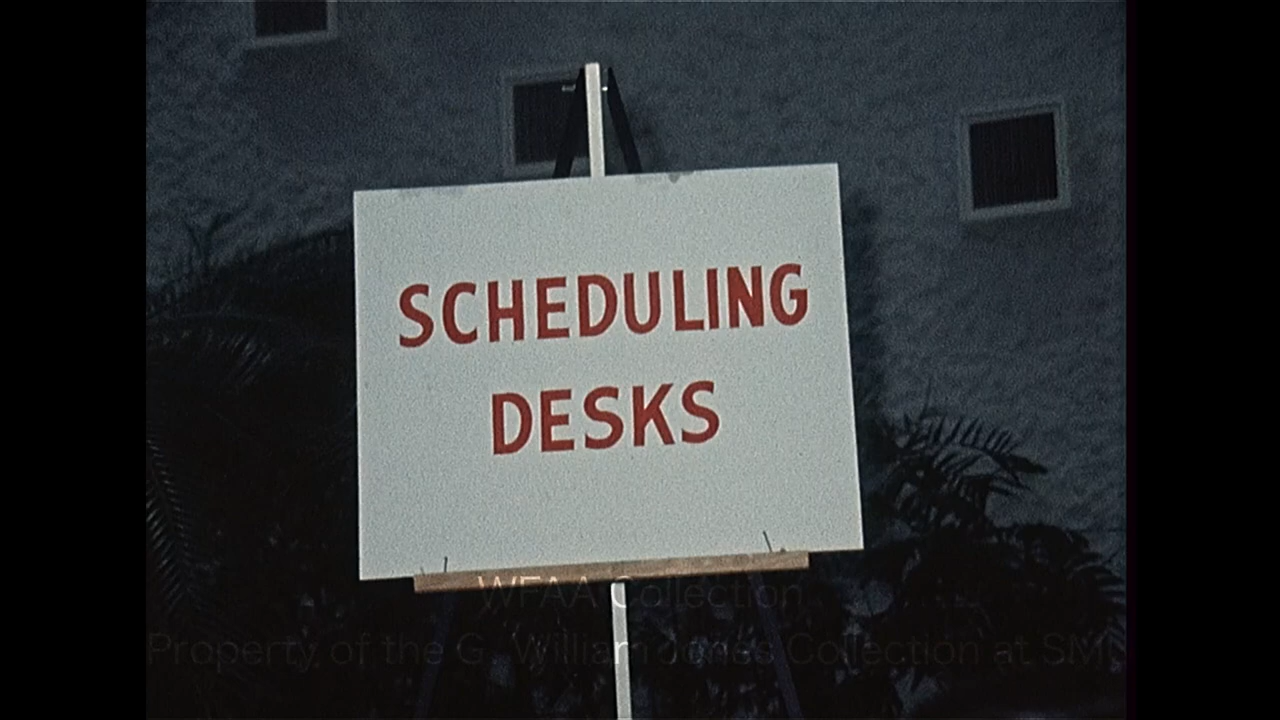 SCHEDULING
DESKS
WFAA Collection
Property of the G. William Jones Collection at SMU